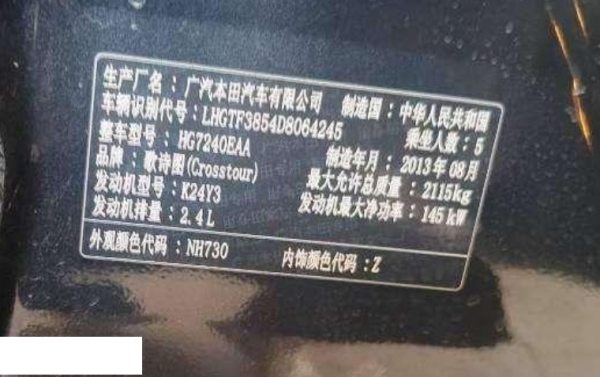 生产厂名：广汽本田汽车有限公司 制造国：中华人民共和国
车辆识别代号：LHGTF3854D8064245 乘坐人数：5
整车型号：HG7240EAA 制造年月：2013年08月
品牌：歌诗图(Crosstour) 最大允许总质量：2115kg
发动机型号：K24Y3 发动机最大净功率：145kW
发动机排量：2.4L
外观颜色代码：NH730 内饰颜色代码：Z